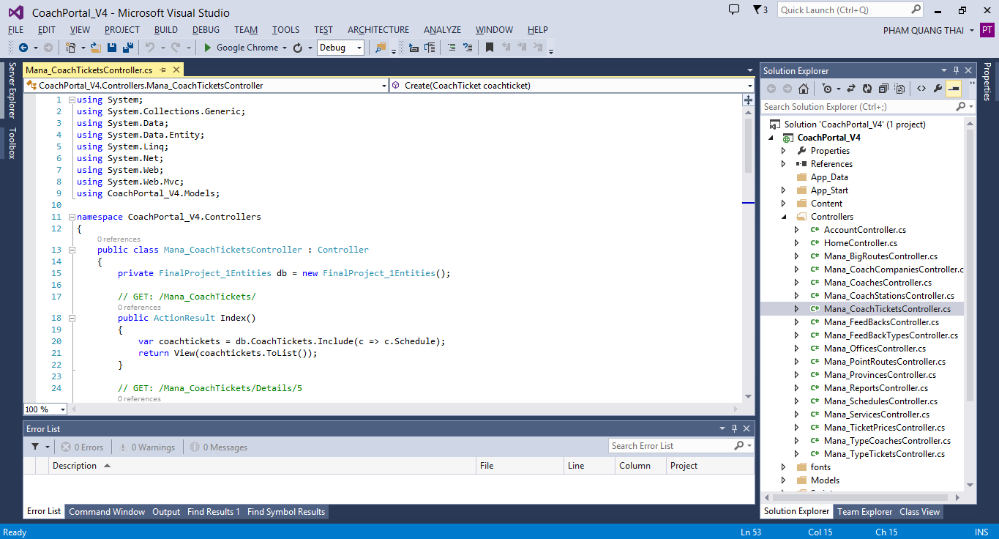 CoachPortal_V4 - Microsoft Visual Studio
3
Quick Launch (Ctrl+Q)
FILE EDIT VIEW PROJECT BUILD DEBUG TEAM TOOLS TEST ARCHITECTURE ANALYZE WINDOW HELP
PHAM QUANG THAI PT
Google Chrome Debug
Server Explorer
Toolbox
Mana_CoachTicketsController.cs
CoachPortal_V4.Controllers.Mana_CoachTicketsController
Create(CoachTicket coachticket)
1 using System;
2 using System.Collections.Generic;
3 using System.Data;
4 using System.Data.Entity;
5 using System.Linq;
6 using System.Net;
7 using System.Web;
8 using System.Web.Mvc;
9 using CoachPortal_V4.Models;
10
11 namespace CoachPortal_V4.Controllers
12 {
0 references
13 public class Mana_CoachTicketsController : Controller
14 {
15 private FinalProject_1Entities db = new FinalProject_1Entities();
16
17 // GET: /Mana_CoachTickets/
0 references
18 public ActionResult Index()
19 {
20 var coachtickets = db.CoachTickets.Include(c => c.Schedule);
21 return View(coachtickets.ToList());
22 }
23
24 // GET: /Mana_CoachTickets/Details/5
0 references
100 %
Error List
0 Errors 0 Warnings 0 Messages
Search Error List
Description File Line Column Project
Error List Command Window Output Find Results 1 Find Symbol Results
Solution Explorer
Search Solution Explorer (Ctrl+;)
Solution 'CoachPortal_V4' (1 project)
CoachPortal_V4
Properties
References
App_Data
App_Start
Content
Controllers
C# AccountController.cs
C# HomeController.cs
C# Mana_BigRoutesController.cs
C# Mana_CoachCompaniesController.c
C# Mana_CoachesController.cs
C# Mana_CoachStationsController.cs
C# Mana_CoachTicketsController.cs
C# Mana_FeedBacksController.cs
C# Mana_FeedBackTypesController.cs
C# Mana_OfficesController.cs
C# Mana_PointRoutesController.cs
C# Mana_ProvincesController.cs
C# Mana_ReportsController.cs
C# Mana_SchedulesController.cs
C# Mana_ServicesController.cs
C# Mana_TicketPricesController.cs
C# Mana_TypeCoachesController.cs
C# Mana_TypeTicketsController.cs
fonts
Models
Solution Explorer Team Explorer Class View
Properties
Ready
Ln 53 Col 15 Ch 15 INS